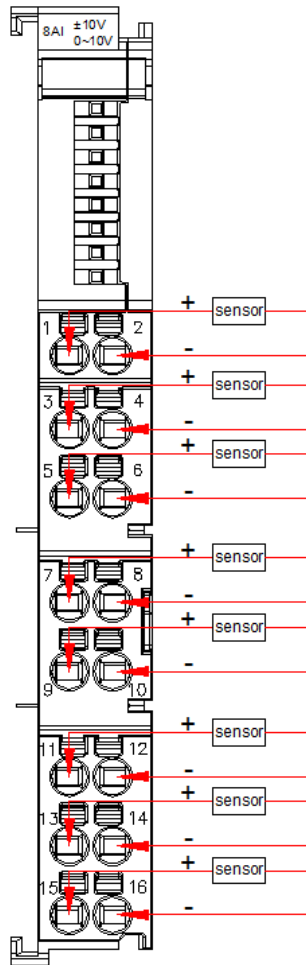 8AI ±10V
0~10V
+ sensor
1 2
-
+ sensor
3 4
-
+ sensor
5 6
-
+ sensor
7 8
-
+ sensor
-
9 10
+ sensor
11 12
-
+ sensor
13 14
-
+ sensor
15 16
-